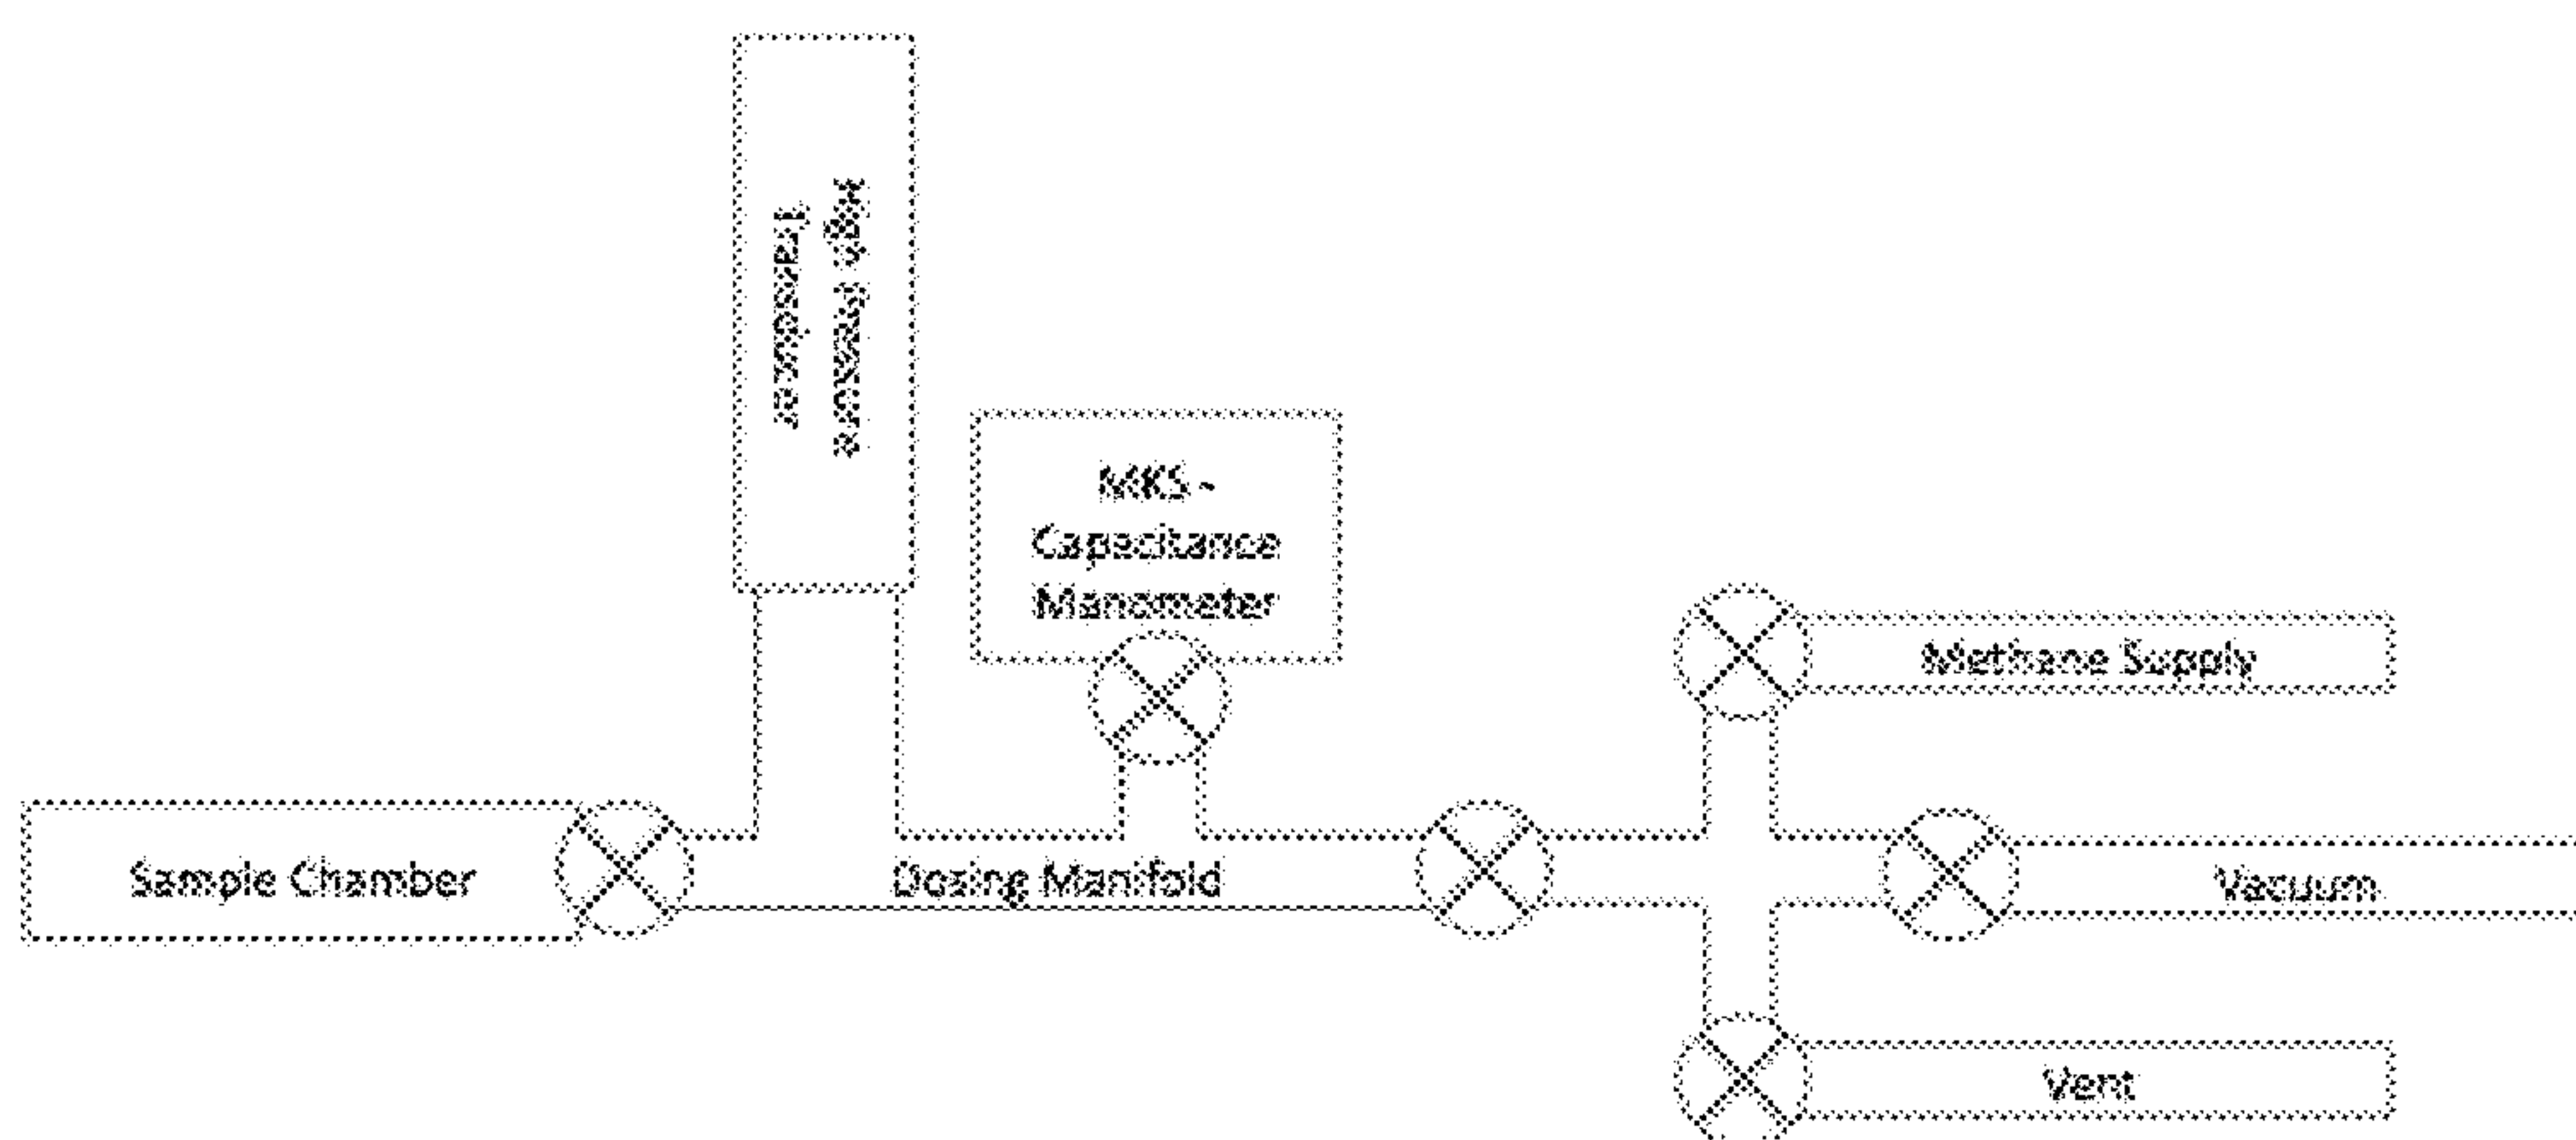 High Pressure
Transducer
MKS -
Capacitance
Manometer
Methane Supply
Sample Chamber
Dosing Manifold
Vacuum
Vent